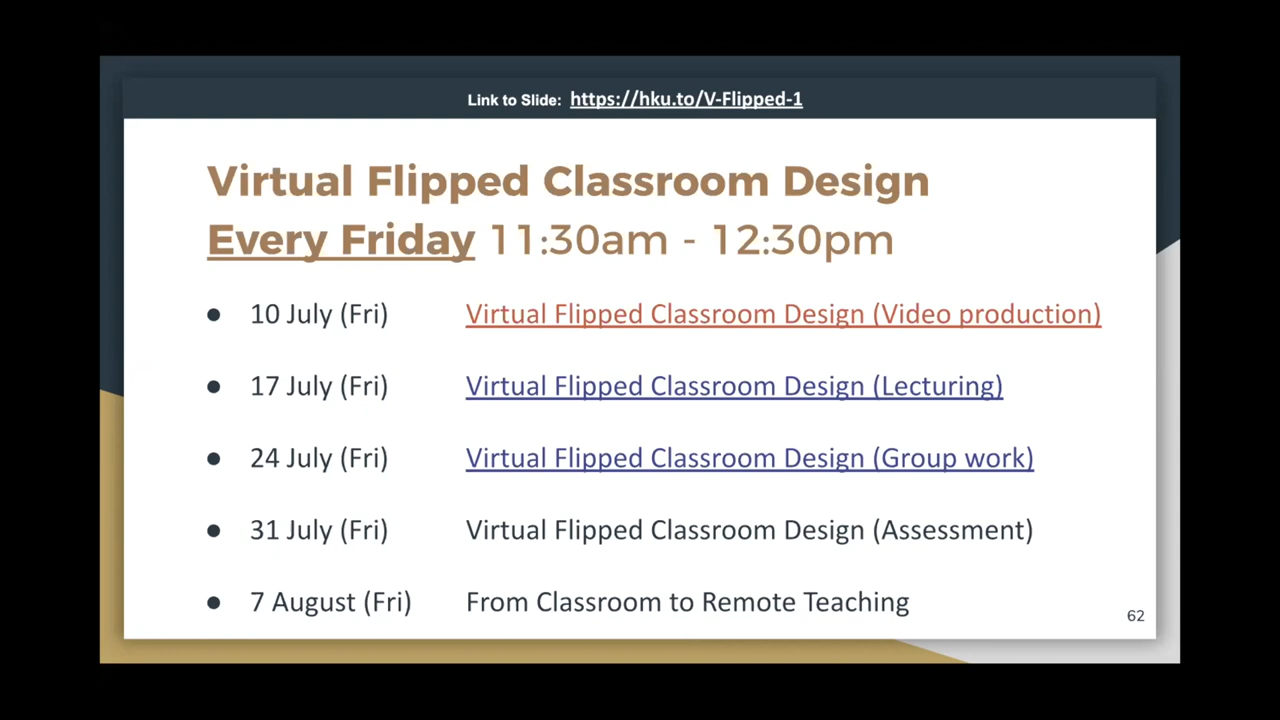 Link to Slide: https://hku.to/V-Flipped-1
Virtual Flipped Classroom Design
Every Friday 11:30am - 12:30pm
● 10 July (Fri) Virtual Flipped Classroom Design (Video production)
● 17 July (Fri) Virtual Flipped Classroom Design (Lecturing)
● 24 July (Fri) Virtual Flipped Classroom Design (Group work)
● 31 July (Fri) Virtual Flipped Classroom Design (Assessment)
● 7 August (Fri) From Classroom to Remote Teaching
62